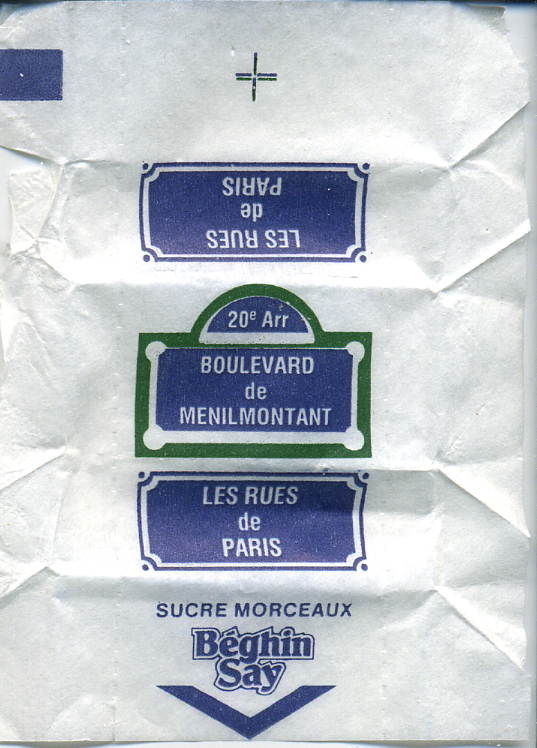 LES RUES
de
PARIS
20e Arr
BOULEVARD
de
MENILMONTANT
LES RUES
de
PARIS
SUCRE MORCEAUX
Béghin
Say